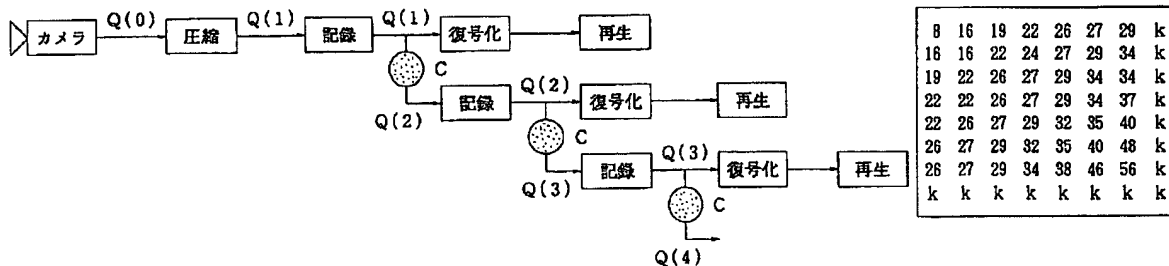 カメラ Q(0) 圧縮 Q(1) 記録 Q(1) 復号化 再生
C
Q(2) 記録 Q(2) 復号化 再生
C
Q(3) 記録 Q(3) 復号化 再生
C
Q(4)
8 16 19 22 26 27 29 k
16 16 22 24 27 29 34 k
19 22 26 27 29 34 34 k
22 22 26 27 29 34 37 k
22 26 27 29 32 35 40 k
26 27 29 32 35 40 48 k
26 27 29 34 38 46 56 k
k k k k k k k k